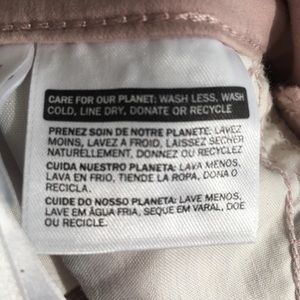 CARE FOR OUR PLANET: WASH LESS, WASH
COLD, LINE DRY, DONATE OR RECYCLE
PRENEZ SOIN DE NOTRE PLANETE: LAVEZ
MOINS, LAVEZ A FROID, LAISSEZ SECHER
NATURELLEMENT, DONNEZ OU RECYCLEZ.
CUIDA NUESTRO PLANETA: LAVA MENOS,
LAVA EN FRIO, TIENDE LA ROPA, DONA O
RECICLA.
CUIDE DO NOSSO PLANETA: LAVE MENOS,
LAVE EM ÁGUA FRIA, SEQUE EM VARAL, DOE
OU RECICLE.